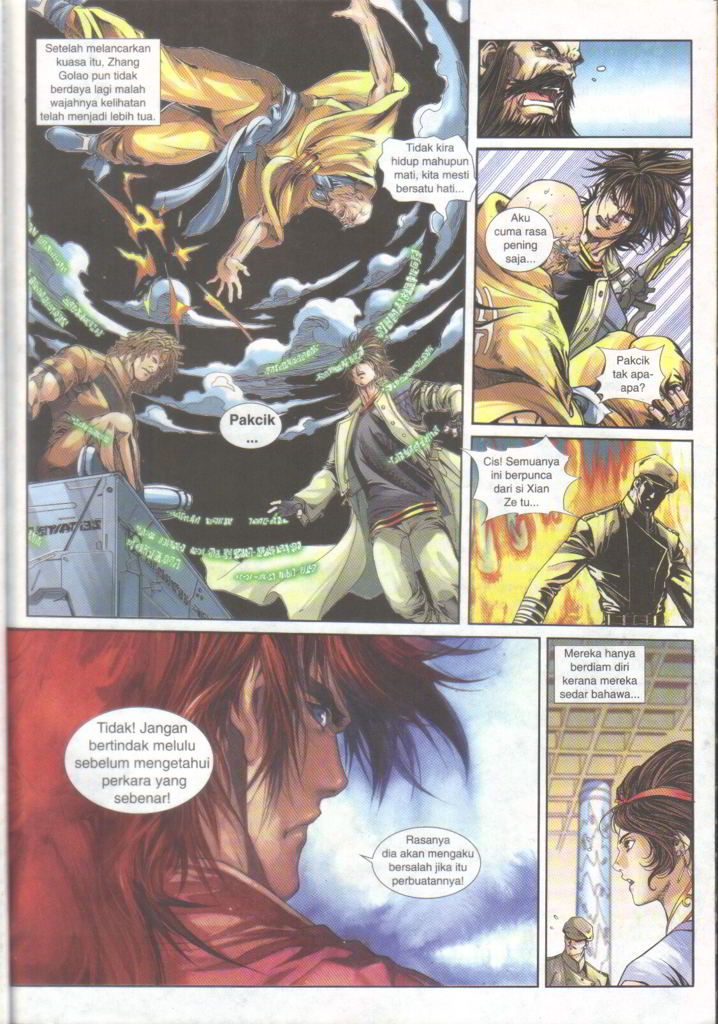 Setelah melancarkan
kuasa itu, Zhang
Golao pun tidak
berdaya lagi malah
wajahnya kelihatan
telah menjadi lebih tua.
Tidak kira
hidup mahupun
mati, kita mesti
bersatu hati...
Pakcik
...
Aku
cuma rasa
pening
saja...
Pakcik
tak apa-
apa?
Cis! Semuanya
ini berpunca
dari si Xian
Ze tu...
Tidak! Jangan
bertindak melulu
sebelum mengetahui
perkara yang
sebenar!
Rasanya
dia akan mengaku
bersalah jika itu
perbuatannya!
Mereka hanya
berdiam diri
kerana mereka
sedar bahawa...